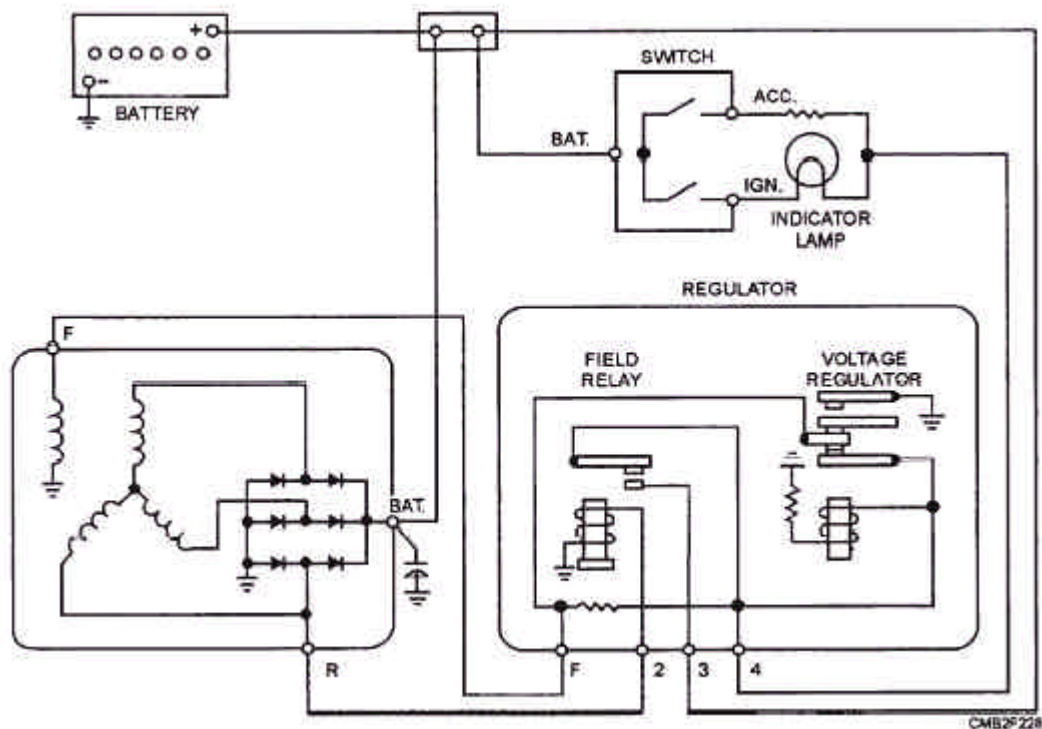 +
-
BATTERY
SWITCH
ACC.
BAT.
IGN.
INDICATOR
LAMP
REGULATOR
F
FIELD
RELAY
VOLTAGE
REGULATOR
BAT.
R
F
2
3
4
CMB2F228